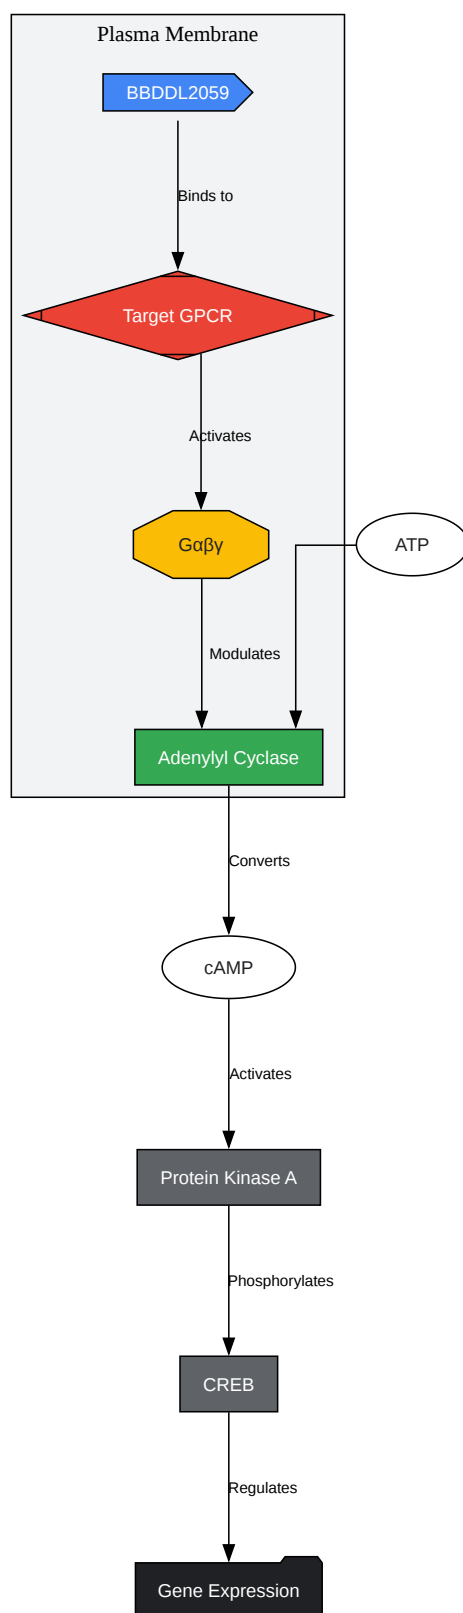 Plasma Membrane
BBDDL2059
Binds to
Target GPCR
Activates
Gαβγ
ATP
Modulates
Adenylyl Cyclase
Converts
cAMP
Activates
Protein Kinase A
Phosphorylates
CREB
Regulates
Gene Expression